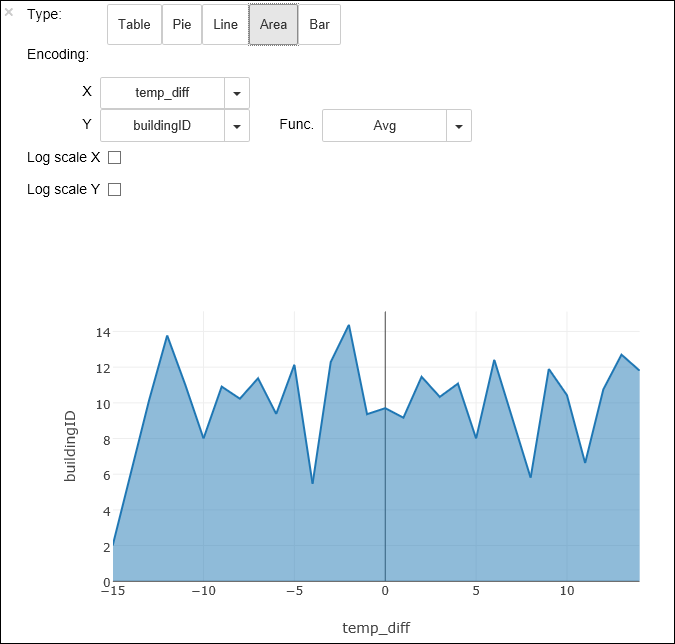 ×
Type: Table Pie Line Area Bar
Encoding:
X temp_diff
Y buildingID Func. Avg
Log scale X
Log scale Y
14
12
10
8
6
4
2
0
buildingID
−15 −10 −5 0 5 10
temp_diff